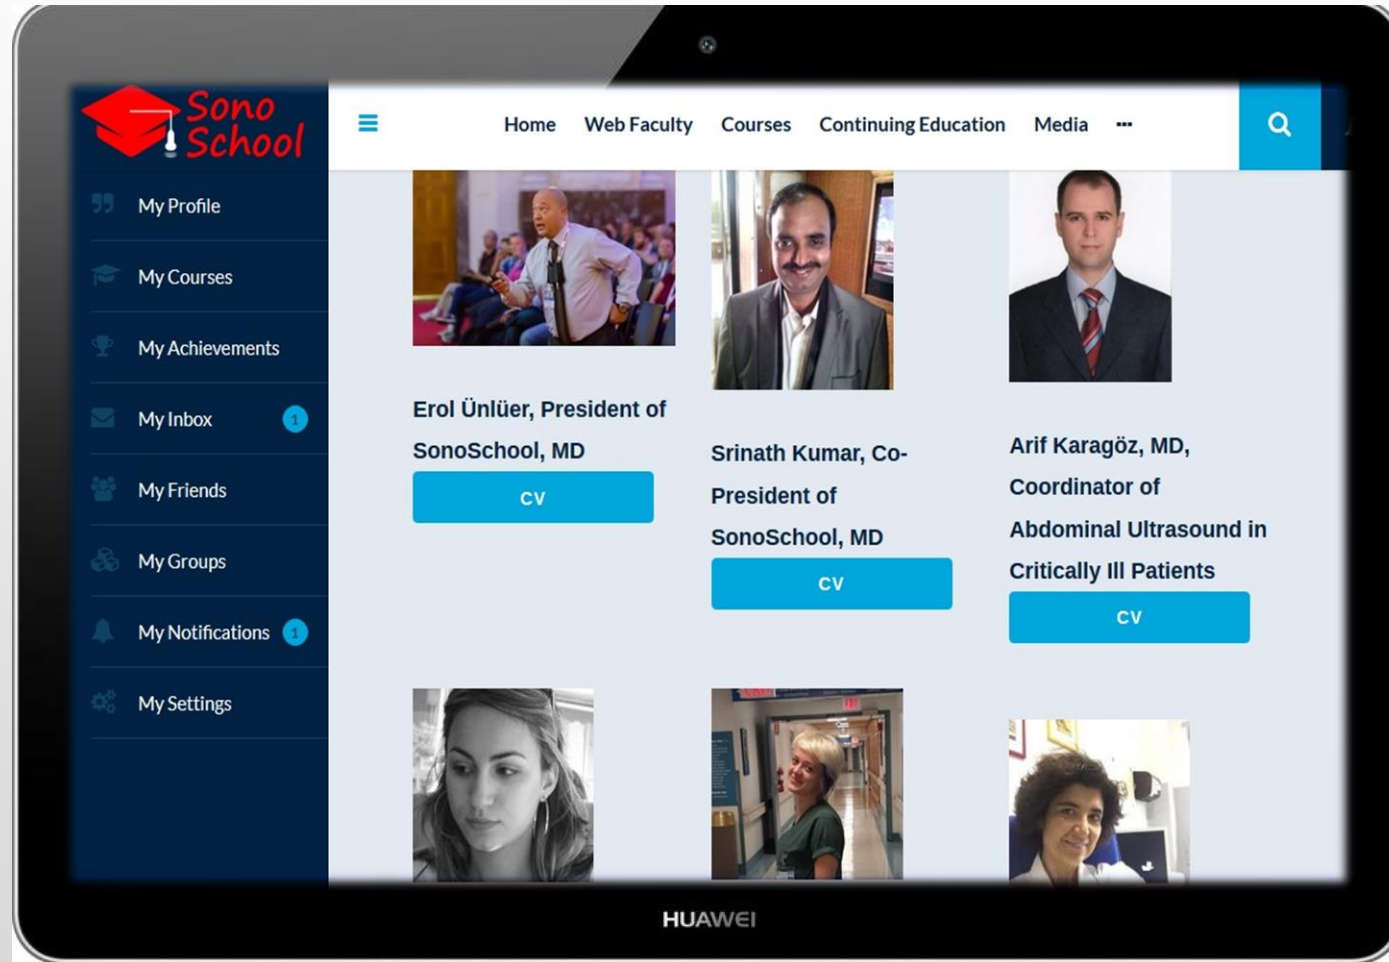 Sono
School
Home Web Faculty Courses Continuing Education Media ...
My Profile
My Courses
My Achievements
My Inbox 1
My Friends
My Groups
My Notifications 1
My Settings
Erol Ünlüer, President of
SonoSchool, MD
CV
Srinath Kumar, Co-
President of
SonoSchool, MD
CV
Arif Karagöz, MD,
Coordinator of
Abdominal Ultrasound in
Critically Ill Patients
CV
HUAWEI